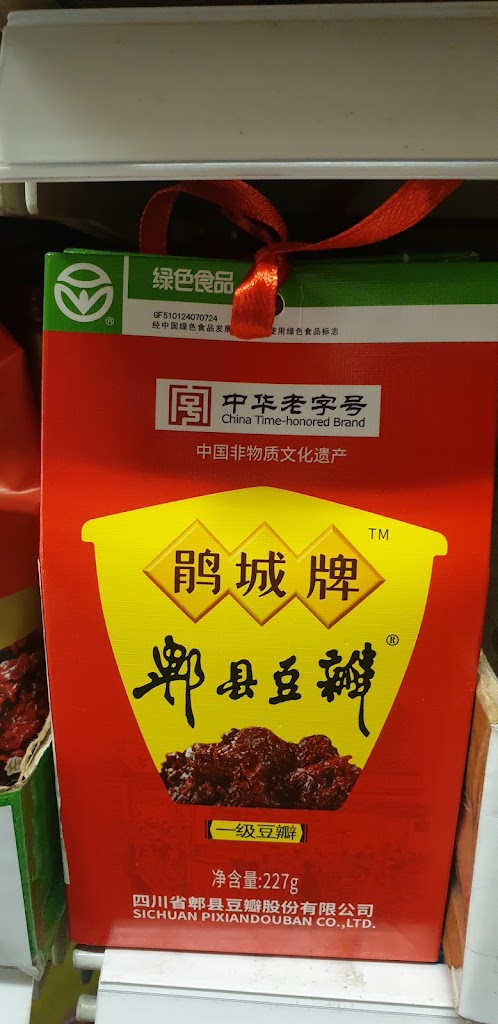 绿色食品
®
GF510124070724
经中国绿色食品发展 使用绿色食品标志
中华老字号
China Time-honored Brand
中国非物质文化遗产
TM
鹃城牌
郫县豆瓣®
一级豆瓣
净含量:227g
四川省郫县豆瓣股份有限公司
SICHUAN PIXIANDOUBAN CO.,LTD.